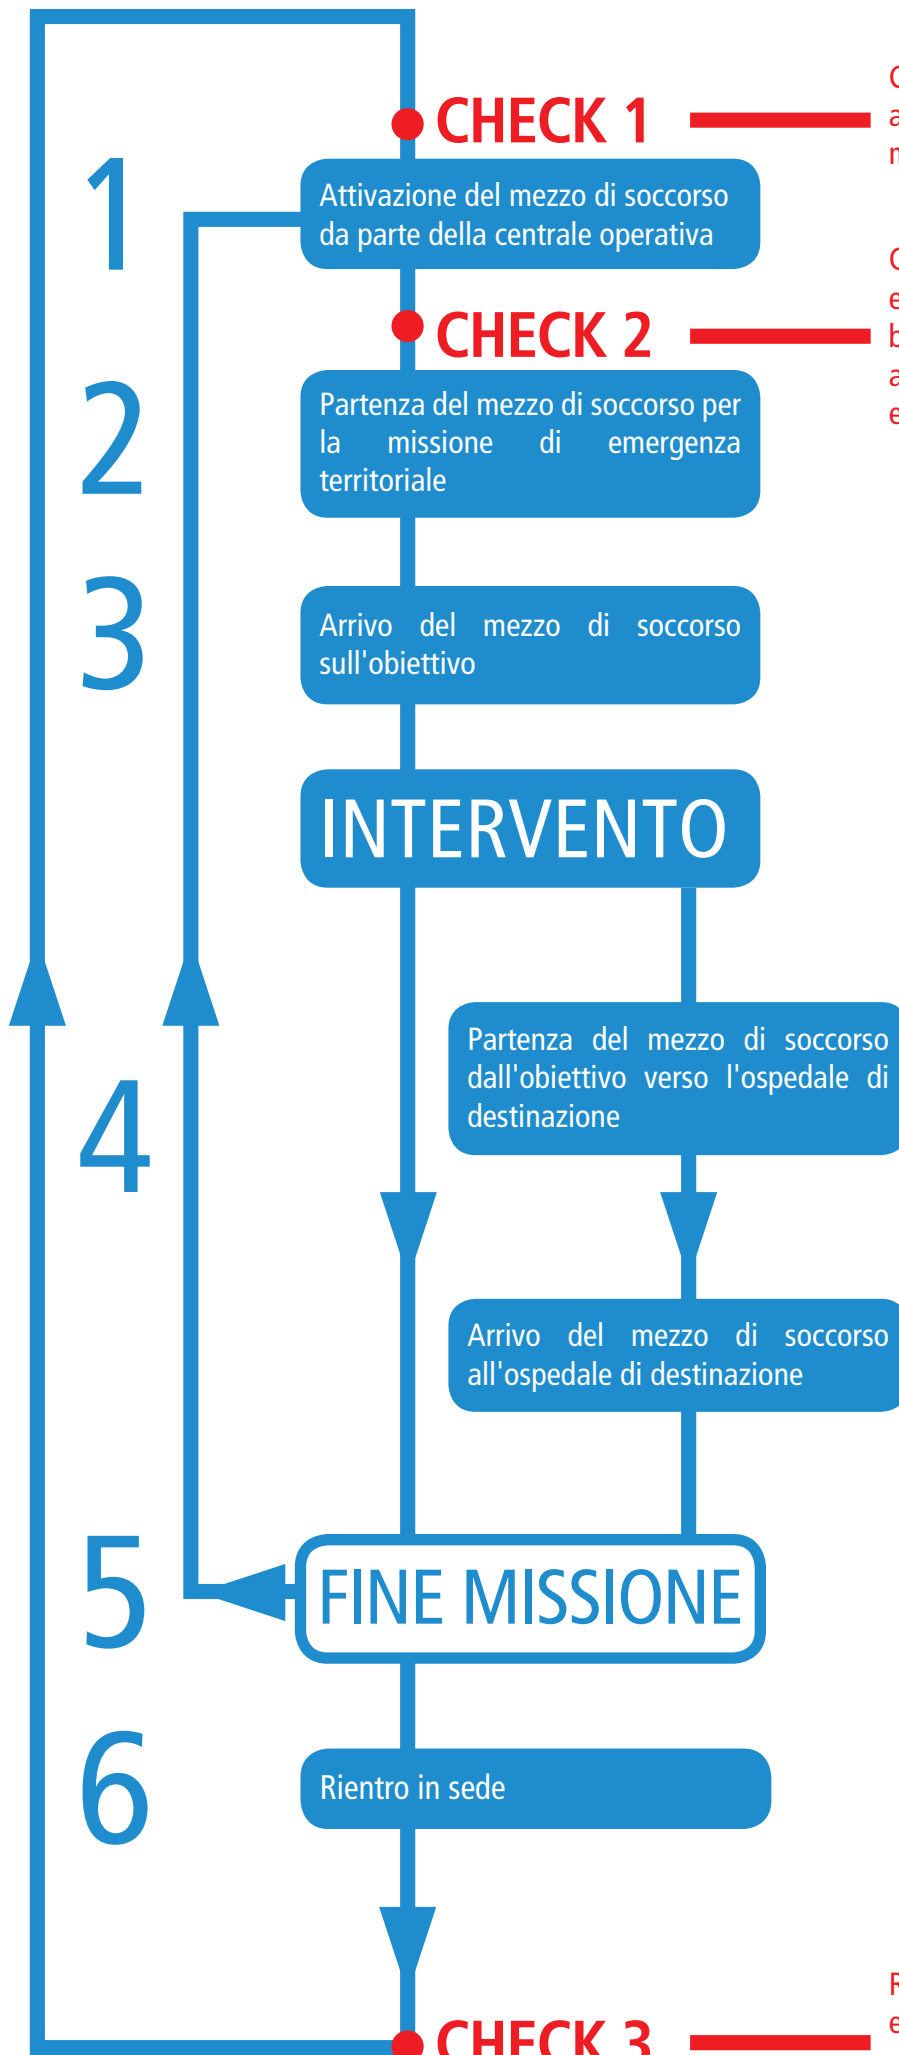 CHECK 1
1
Attivazione del mezzo di soccorso
da parte della centrale operativa
CHECK 2
2
Partenza del mezzo di soccorso per
la missione di emergenza
territoriale
3
Arrivo del mezzo di soccorso
sull'obiettivo
INTERVENTO
Partenza del mezzo di soccorso
dall'obiettivo verso l'ospedale di
destinazione
4
Arrivo del mezzo di soccorso
all'ospedale di destinazione
5
FINE MISSIONE
6
Rientro in sede
CHECK 3